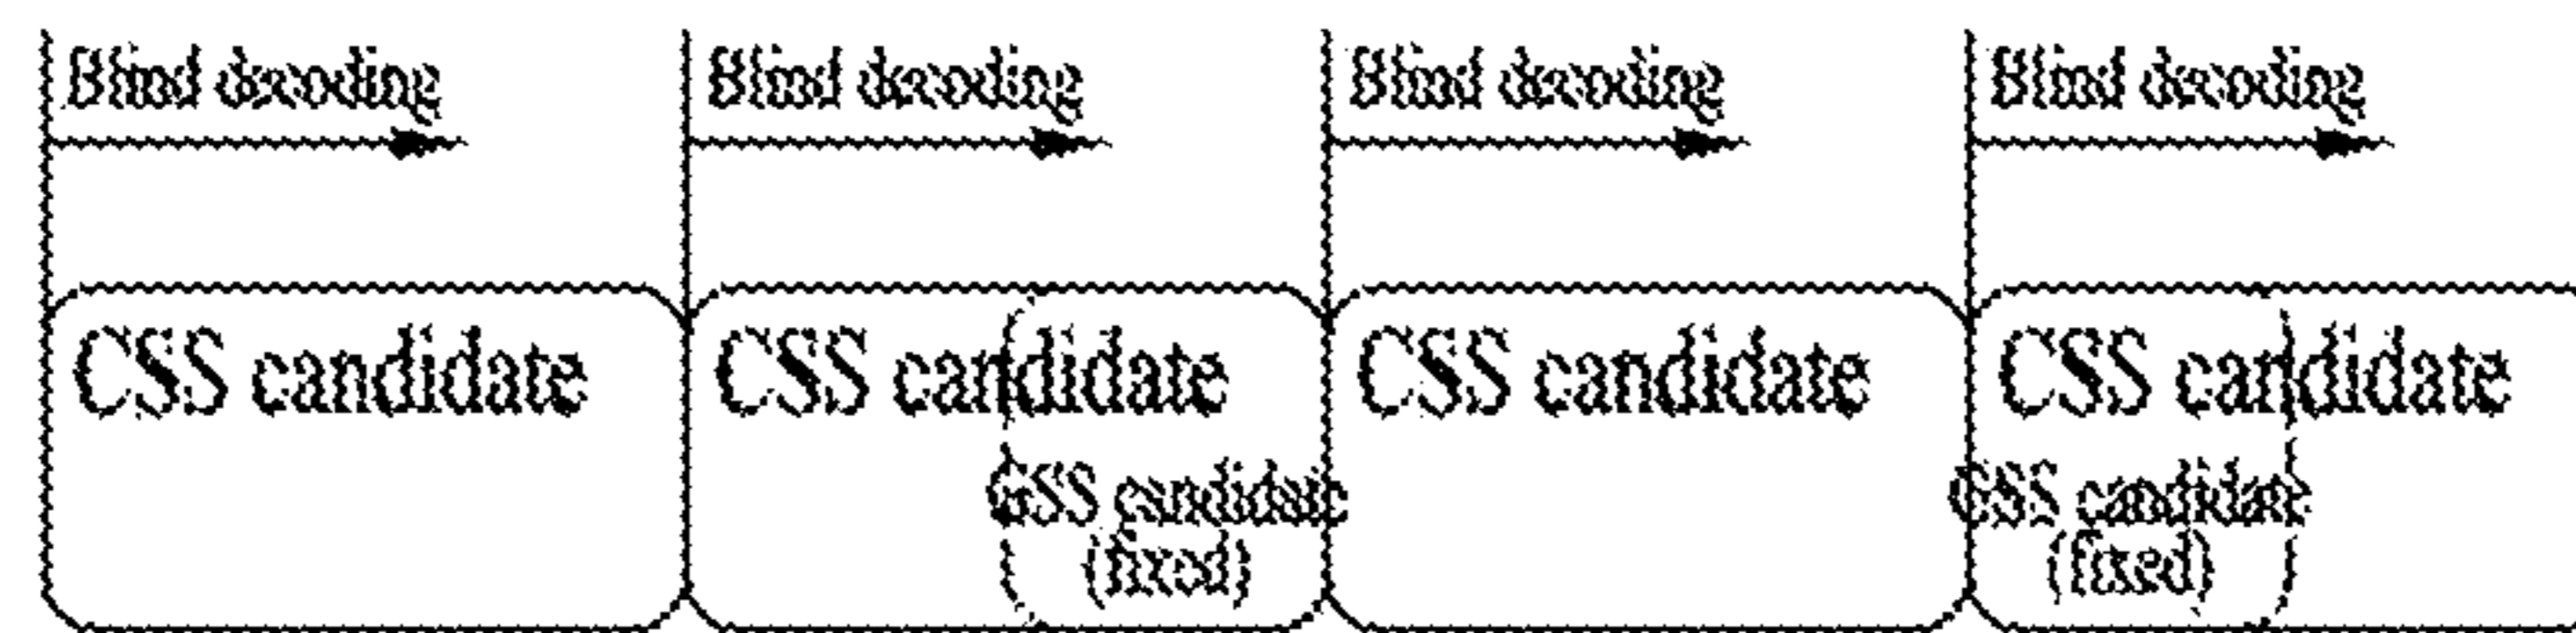 Blind decoding Blind decoding Blind decoding Blind decoding
CSS candidate CSS candidate CSS candidate CSS candidate
CSS candidate CSS candidate
(fixed) (fixed)